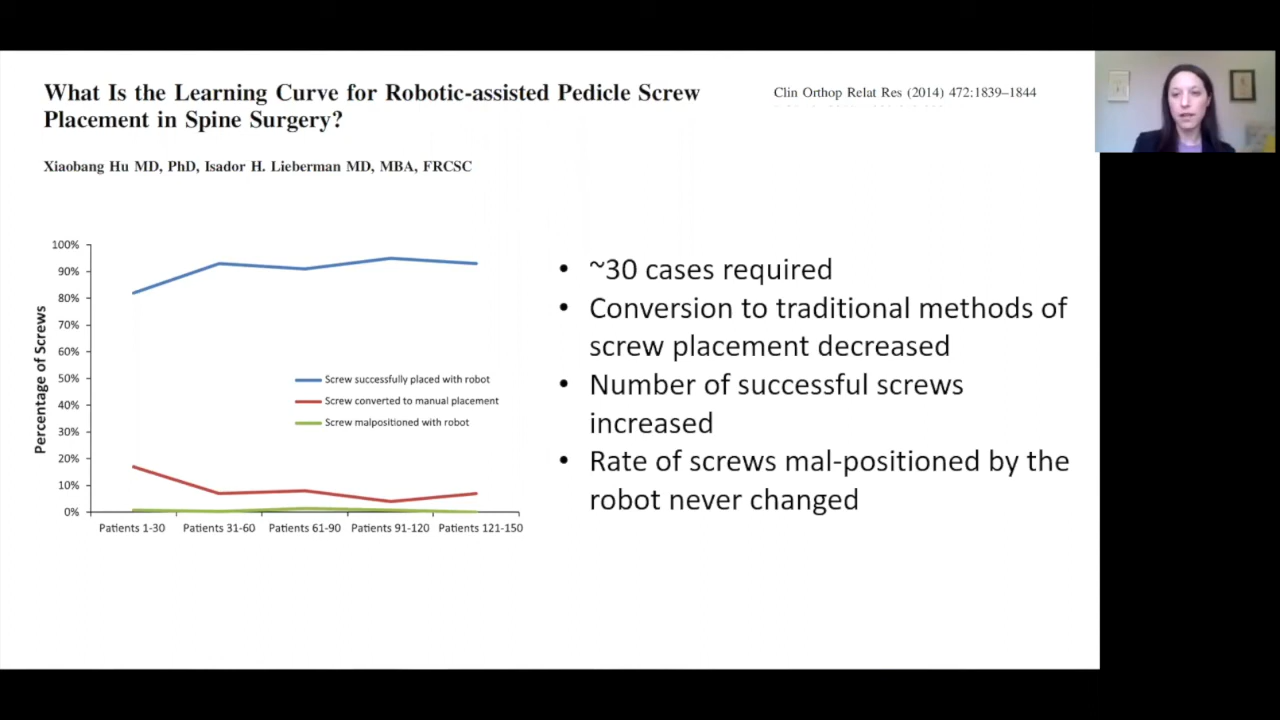 What Is the Learning Curve for Robotic-assisted Pedicle Screw
Placement in Spine Surgery?
Clin Orthop Relat Res (2014) 472:1839–1844
Xiaobang Hu MD, PhD, Isador H. Lieberman MD, MBA, FRCSC
Percentage of Screws
100%
90%
80%
70%
60%
50%
40%
30%
20%
10%
0%
Screw successfully placed with robot
Screw converted to manual placement
Screw malpositioned with robot
Patients 1-30 Patients 31-60 Patients 61-90 Patients 91-120 Patients 121-150
• ~30 cases required
• Conversion to traditional methods of
screw placement decreased
• Number of successful screws
increased
• Rate of screws mal-positioned by the
robot never changed